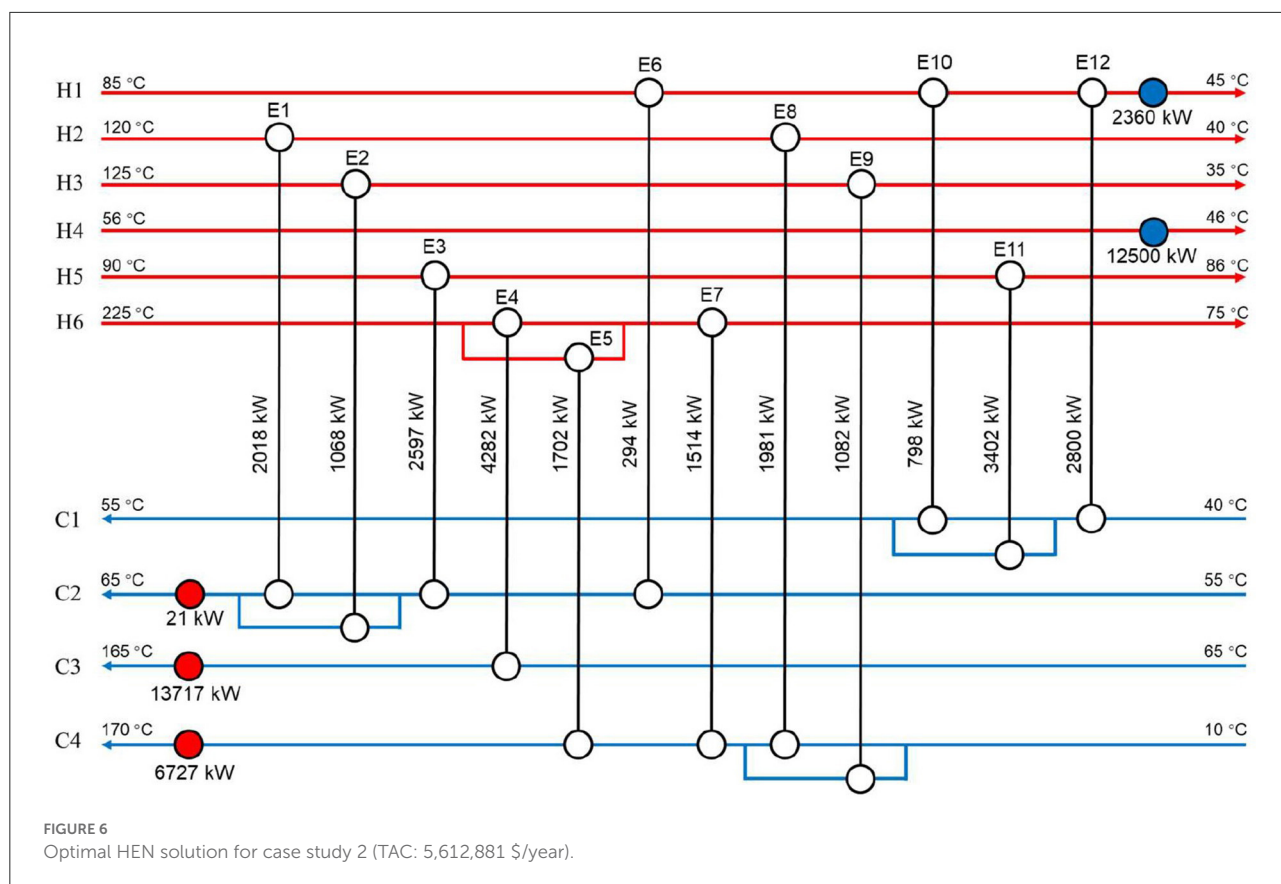 E6 E10 E12
H1 85 °C 45 °C
E1 E8 2360 kW
H2 120 °C 40 °C
E2 E9
H3 125 °C 35 °C
H4 56 °C 46 °C
E3 E11 12500 kW
H5 90 °C 86 °C
E4 E7
H6 225 °C 75 °C
E5
2018 kW 1068 kW 2597 kW 4282 kW 1702 kW 294 kW 1514 kW 1981 kW 1082 kW 798 kW 3402 kW 2800 kW
C1 55 °C 40 °C
C2 65 °C 55 °C
21 kW
C3 165 °C 65 °C
13717 kW
C4 170 °C 10 °C
6727 kW
FIGURE 6
Optimal HEN solution for case study 2 (TAC: 5,612,881 $/year).